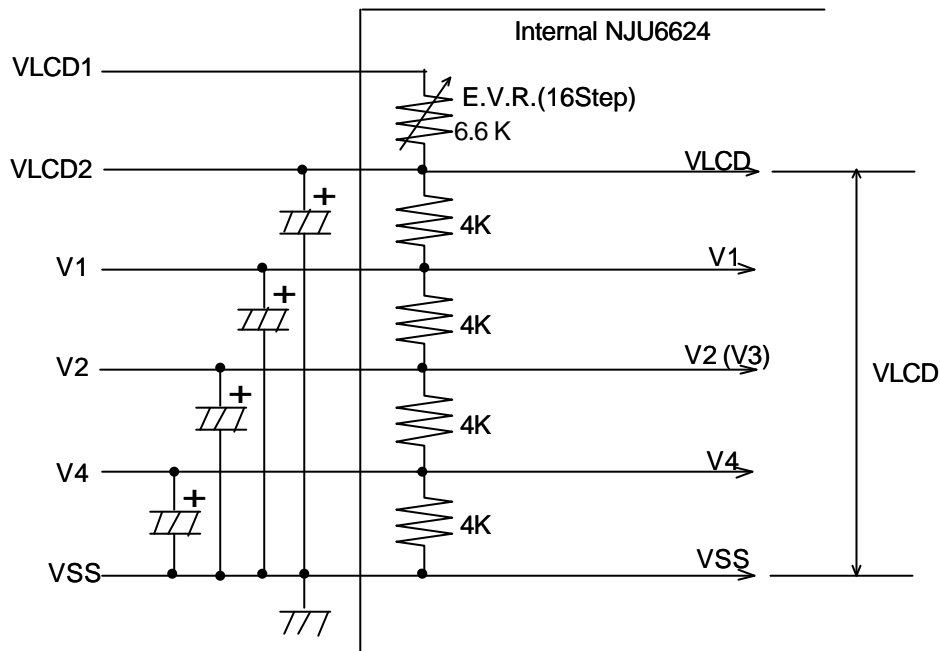 Internal NJU6624
VLCD1
E.V.R.(16Step)
6.6 K
VLCD2
VLCD
+
4K
V1
V1
+
4K
V2
V2 (V3)
VLCD
+
4K
V4
V4
+
4K
VSS
VSS